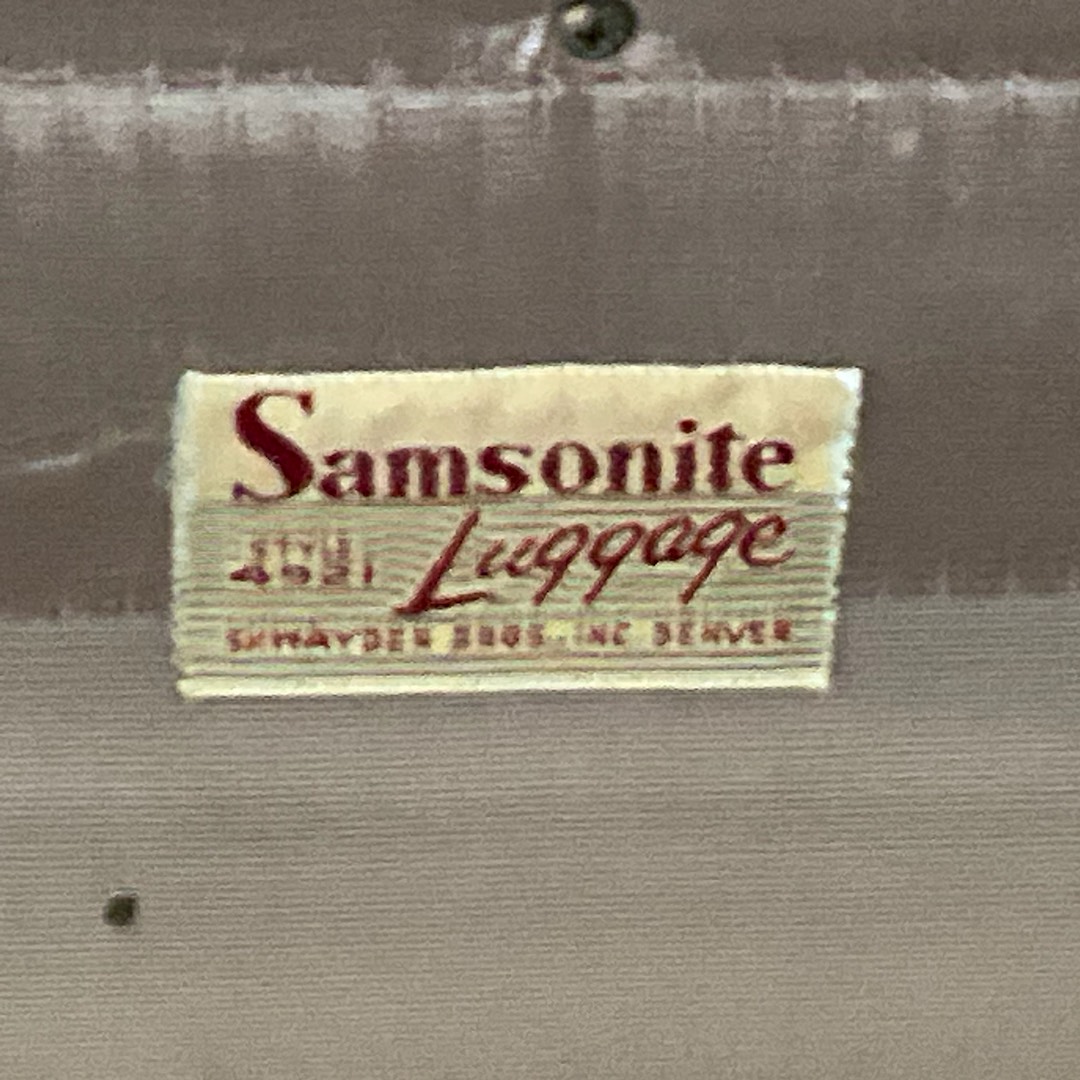 Samsonite
STYLE
4921 Luggage
SHWAYDER BROS. INC. DENVER